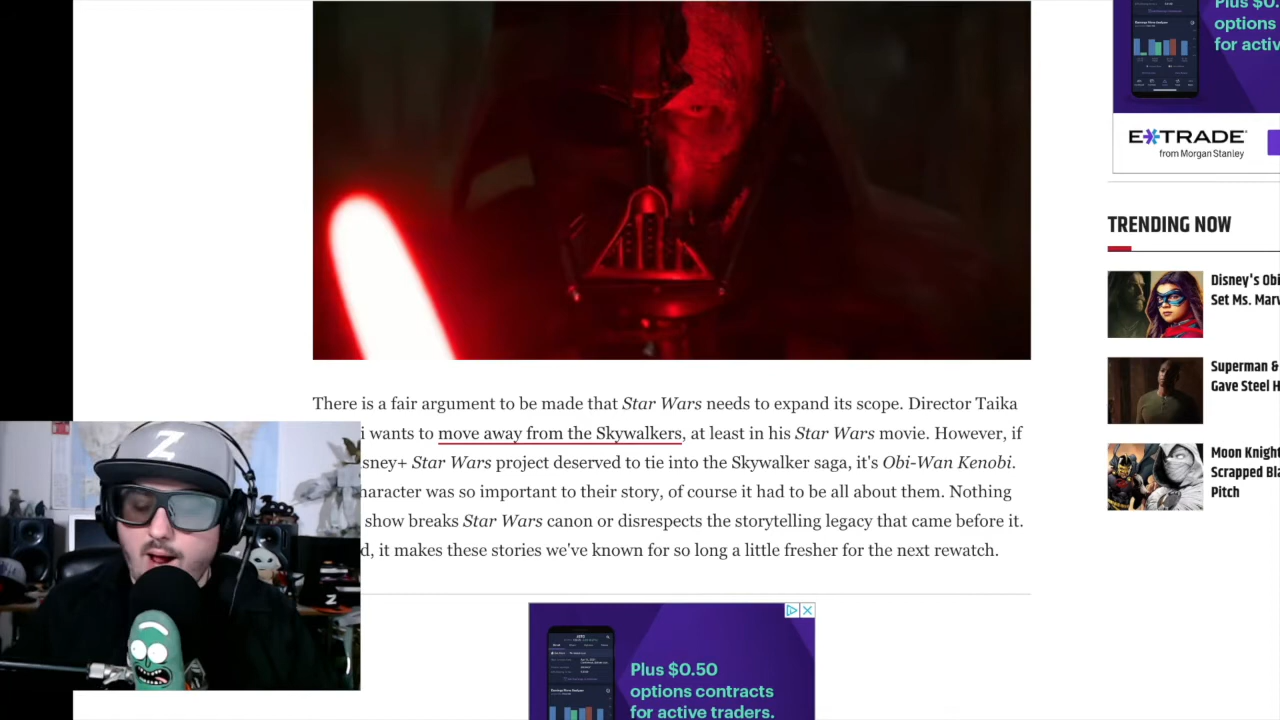 Plus $0.
options
for activ
E*TRADE
from Morgan Stanley
TRENDING NOW
Disney's Obi
Set Ms. Marv
Superman &
Gave Steel H
Moon Knigh
Scrapped Bla
Pitch
There is a fair argument to be made that Star Wars needs to expand its scope. Director Taika
i wants to move away from the Skywalkers, at least in his Star Wars movie. However, if
sney+ Star Wars project deserved to tie into the Skywalker saga, it's Obi-Wan Kenobi.
haracter was so important to their story, of course it had to be all about them. Nothing
show breaks Star Wars canon or disrespects the storytelling legacy that came before it.
d, it makes these stories we've known for so long a little fresher for the next rewatch.
Z
Z
Plus $0.50
options contracts
for active traders.